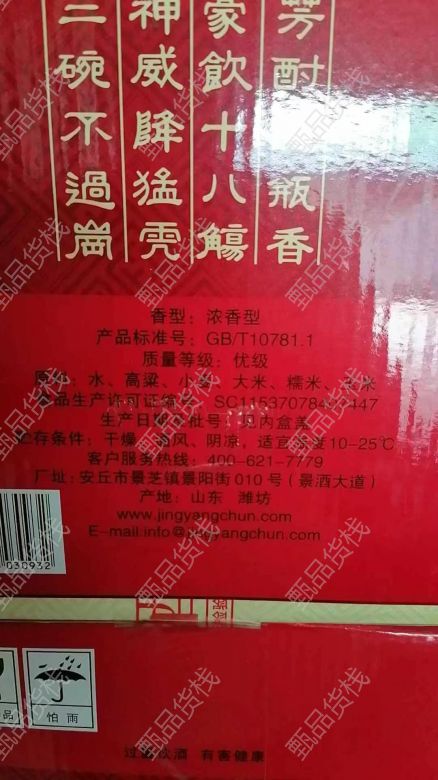 芳酎 瓶香
豪飲十八觴
神威降猛虎
三碗不過崗
香型：浓香型
产品标准号：GB/T10781.1
质量等级：优级
水、高粱、小麦、大米、糯米、玉米
食品生产许可证编号：
生产日期 批号：见内盒盖
贮存条件：干燥、通风、阴凉，适宜 温10-25℃
客户服务热线：400-621-7779
厂址：安丘市景芝镇景阳街010号（景酒大道）
产地：山东 潍坊
www.jingyangchun.com
E-mail:info@jingyangchun.com
030932
品
怕雨
过量饮酒 有害健康
甄品货栈